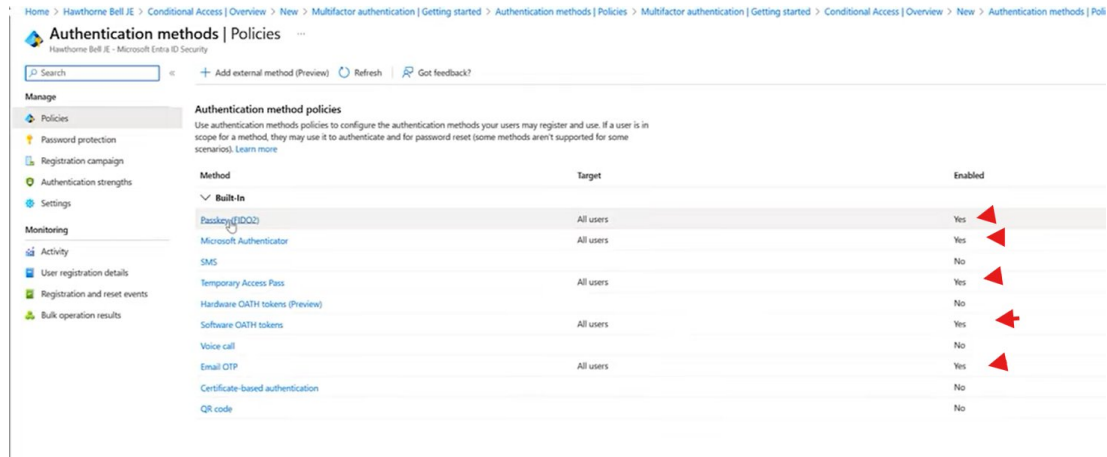 Home > Hawthorne Bell JE > Conditional Access | Overview > New > Multifactor authentication | Getting started > Authentication methods | Policies > Multifactor authentication | Getting started > Conditional Access | Overview > New > Authentication methods | Poli
Authentication methods | Policies ...
Hawthorne Bell JE - Microsoft Entra ID Security
Search «
+ Add external method (Preview) Refresh Got feedback?
Manage
Policies
Password protection
Registration campaign
Authentication strengths
Settings
Monitoring
Activity
User registration details
Registration and reset events
Bulk operation results
Authentication method policies
Use authentication methods policies to configure the authentication methods your users may register and use. If a user is in
scope for a method, they may use it to authenticate and for password reset (some methods aren't supported for some
scenarios). Learn more
Method Target Enabled
Built-In
Passkey (FIDO2) All users Yes
Microsoft Authenticator All users Yes
SMS No
Temporary Access Pass All users Yes
Hardware OATH tokens (Preview) No
Software OATH tokens All users Yes
Voice call No
Email OTP All users Yes
Certificate-based authentication No
QR code No